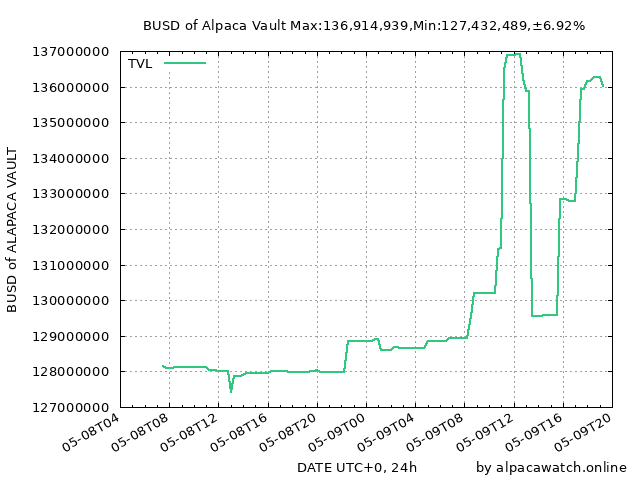 BUSD of Alpaca Vault Max:136,914,939,Min:127,432,489,±6.92%
TVL
137000000
136000000
135000000
134000000
133000000
132000000
131000000
130000000
129000000
128000000
127000000
BUSD of ALAPACA VAULT
05-08T04
05-08T08
05-08T12
05-08T16
05-08T20
05-09T00
05-09T04
05-09T08
05-09T12
05-09T16
05-09T20
DATE UTC+0, 24h
by alpacawatch.online